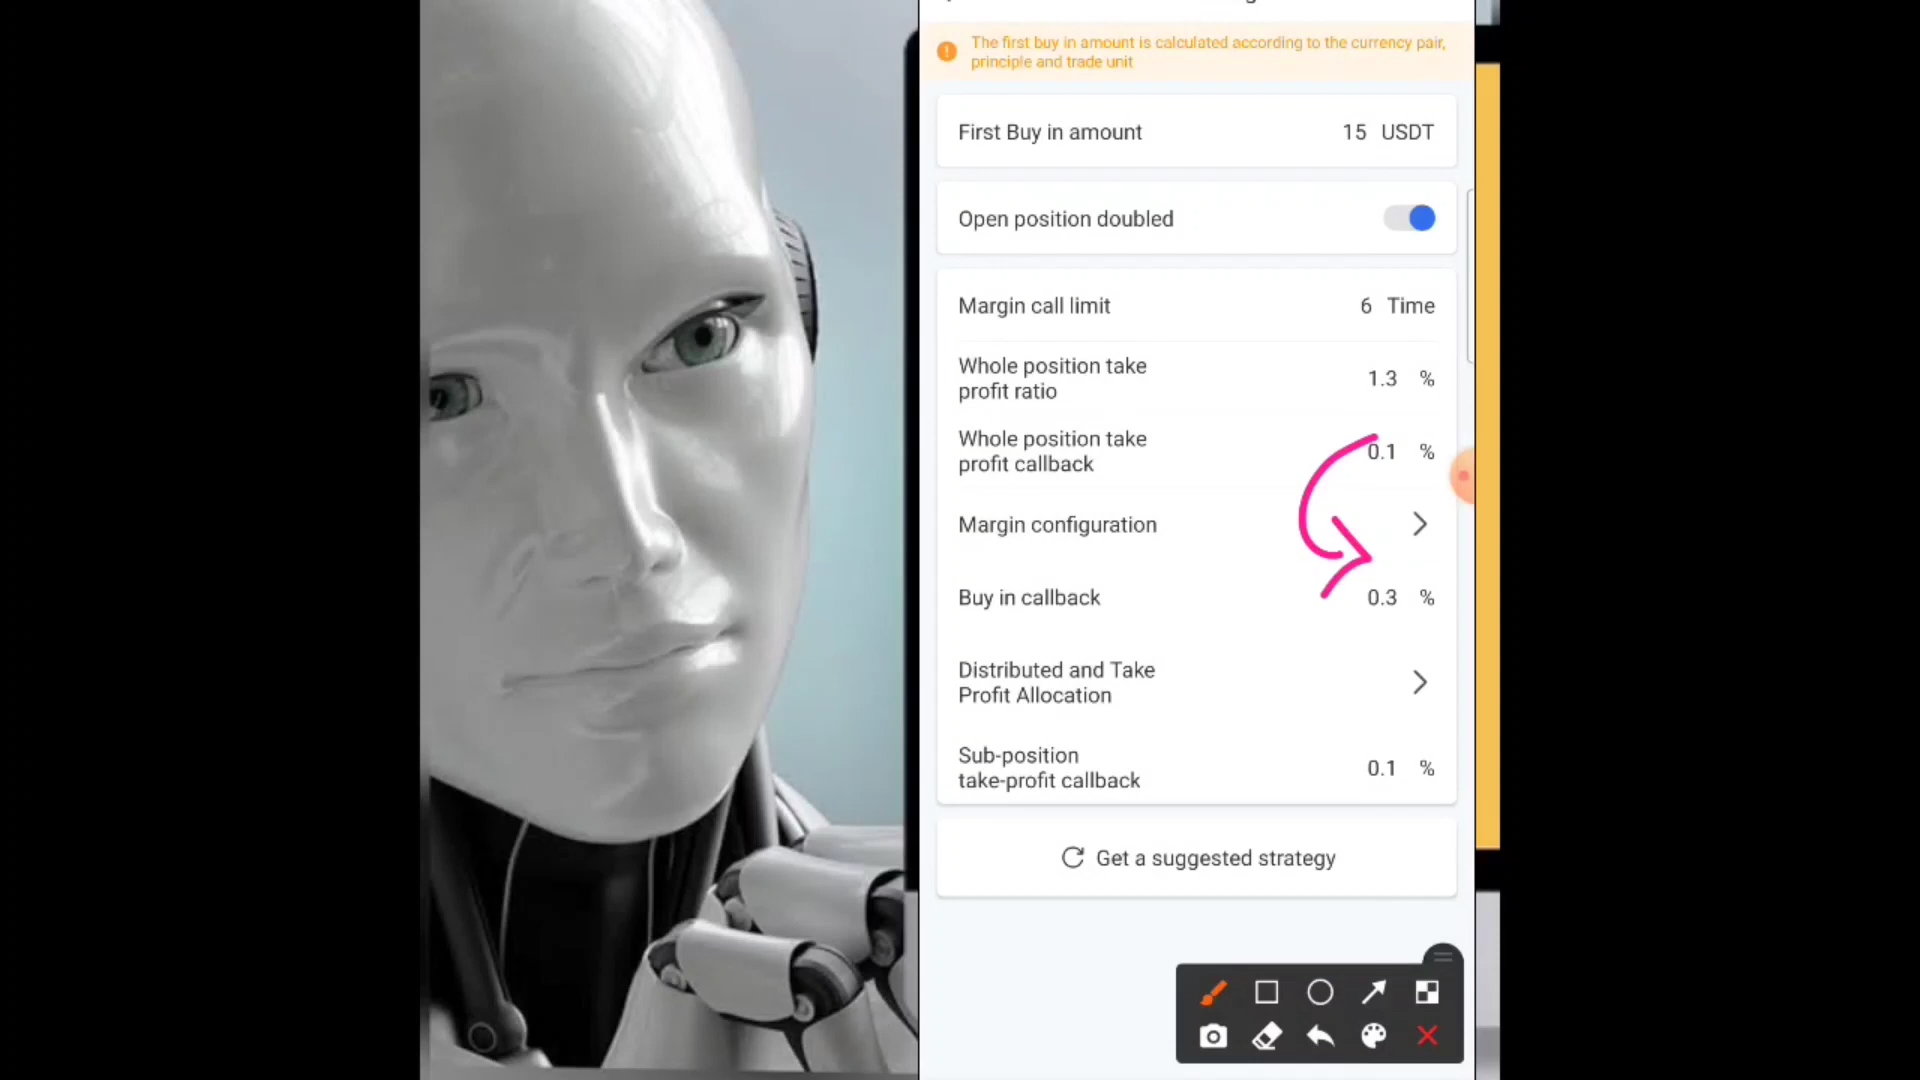 The first buy in amount is calculated according to the currency pair,
principle and trade unit
First Buy in amount 15 USDT
Open position doubled
Margin call limit 6 Time
Whole position take
profit ratio 1.3 %
Whole position take
profit callback 0.1 %
Margin configuration
Buy in callback 0.3 %
Distributed and Take
Profit Allocation
Sub-position
take-profit callback 0.1 %
Get a suggested strategy